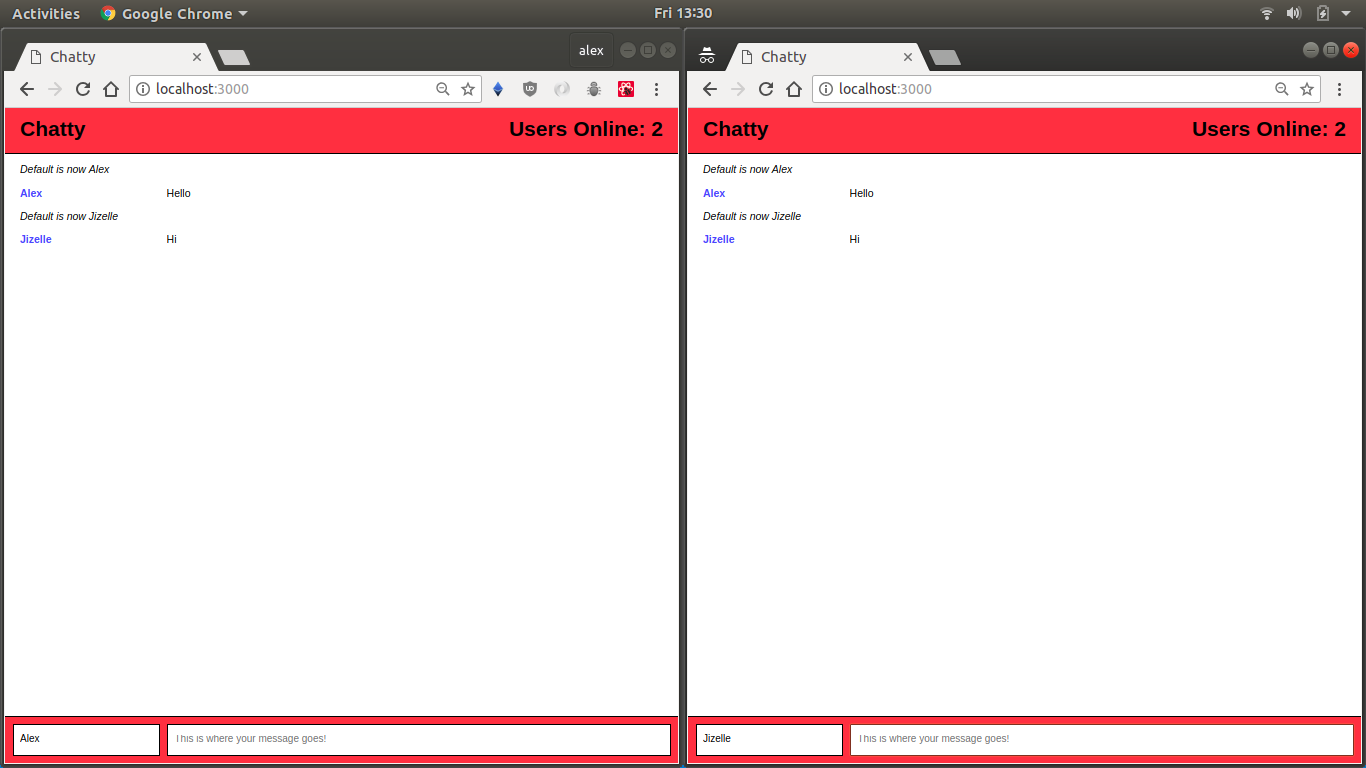 Activities Google Chrome Fri 13:30
Chatty alex
localhost:3000
Chatty Users Online: 2
Default is now Alex
Alex Hello
Default is now Jizelle
Jizelle Hi
Alex This is where your message goes!
Chatty
localhost:3000
Chatty Users Online: 2
Default is now Alex
Alex Hello
Default is now Jizelle
Jizelle Hi
Jizelle This is where your message goes!